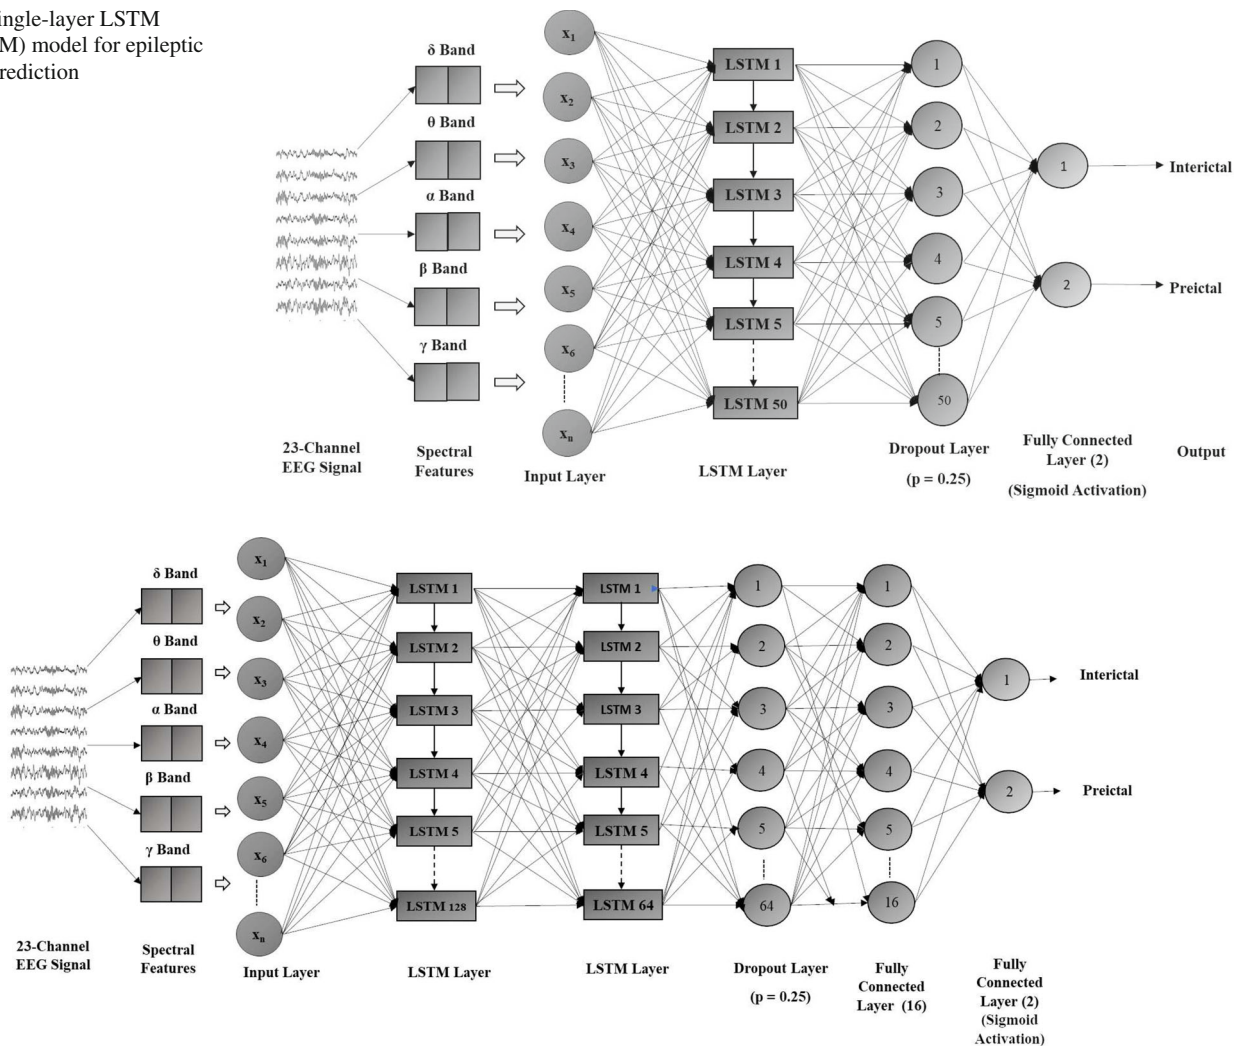 ingle-layer LSTM
M) model for epileptic
rediction
δ Band
θ Band
α Band
β Band
γ Band
x1
x2
x3
x4
x5
x6
xn
LSTM 1
LSTM 2
LSTM 3
LSTM 4
LSTM 5
LSTM 50
1
2
3
4
5
50
1
2
Interictal
Preictal
23-Channel
EEG Signal
Spectral
Features
Input Layer
LSTM Layer
Dropout Layer
(p = 0.25)
Fully Connected
Layer (2)
(Sigmoid Activation)
Output
δ Band
θ Band
α Band
β Band
γ Band
x1
x2
x3
x4
x5
x6
xn
LSTM 1
LSTM 2
LSTM 3
LSTM 4
LSTM 5
LSTM 128
LSTM 1
LSTM 2
LSTM 3
LSTM 4
LSTM 5
LSTM 64
1
2
3
4
5
64
1
2
3
4
5
16
1
2
Interictal
Preictal
23-Channel
EEG Signal
Spectral
Features
Input Layer
LSTM Layer
LSTM Layer
Dropout Layer
(p = 0.25)
Fully
Connected
Layer (16)
Fully
Connected
Layer (2)
(Sigmoid
Activation)